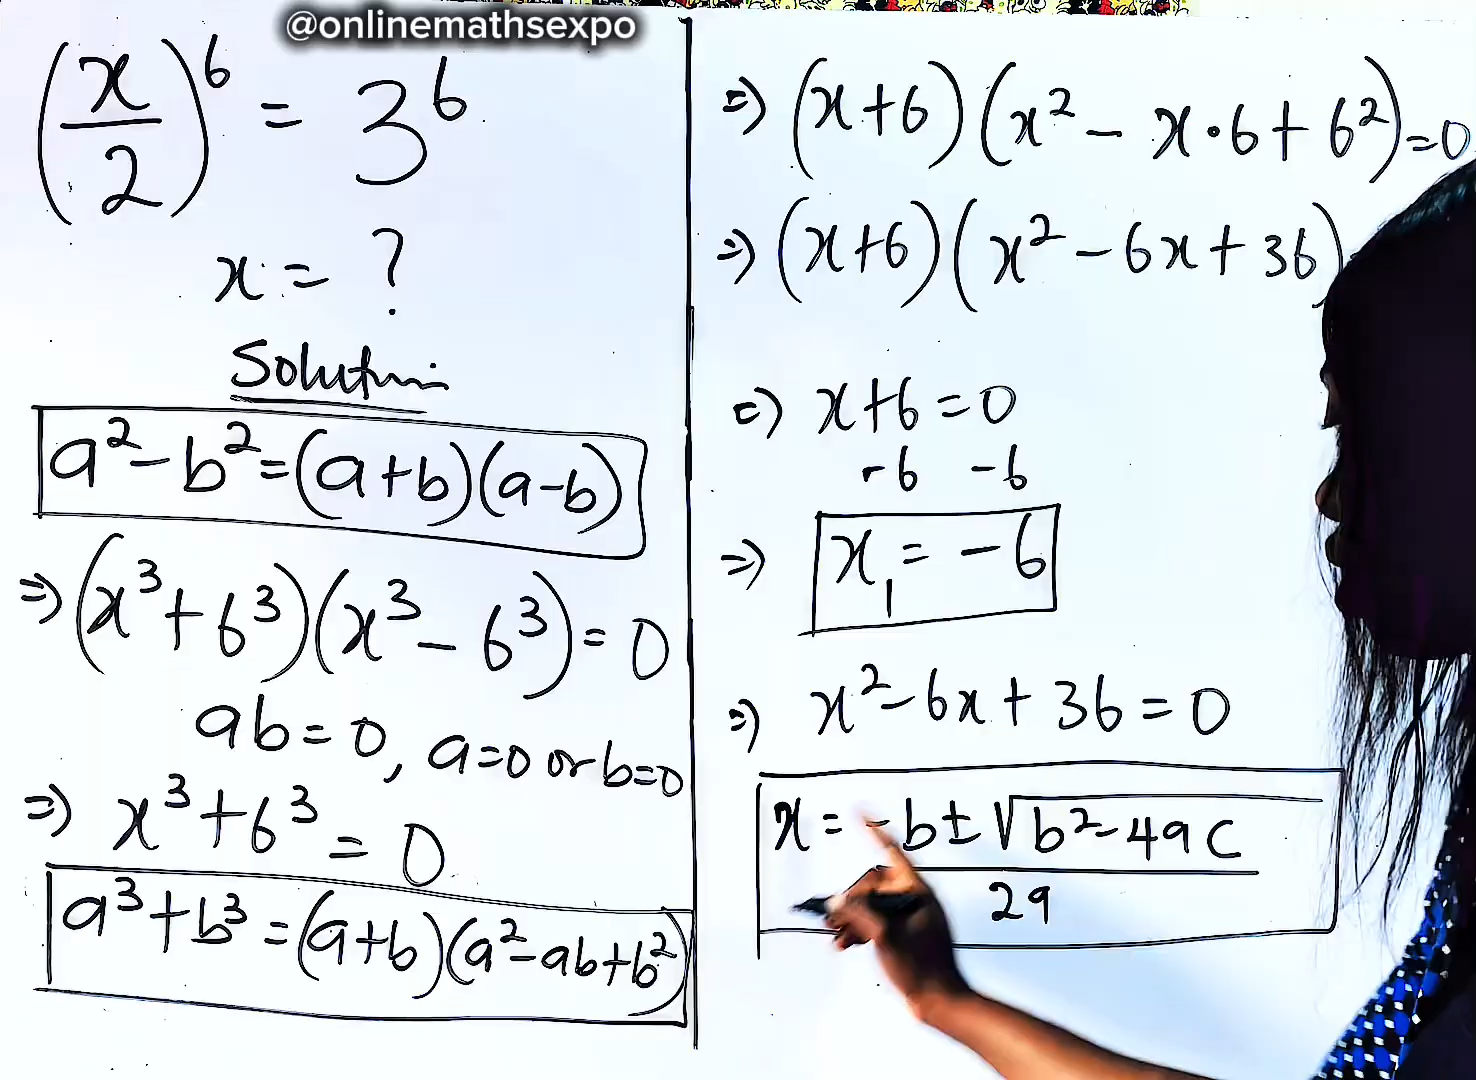 @onlinemathsexpo
(x/2)^6 = 3^6
x = ?
Solution
a² - b² = (a+b)(a-b)
⇒ (x³ + 6³)(x³ - 6³) = 0
ab = 0, a=0 or b=0
⇒ x³ + 6³ = 0
a³ + b³ = (a+b)(a² - ab + b²)
⇒ (x+6)(x² - x·6 + 6²) = 0
⇒ (x+6)(x² - 6x + 36)
⇒ x+6 = 0
-6 -6
⇒ x₁ = -6
⇒ x² - 6x + 36 = 0
x = -b ± √(b² - 4ac) / 2a